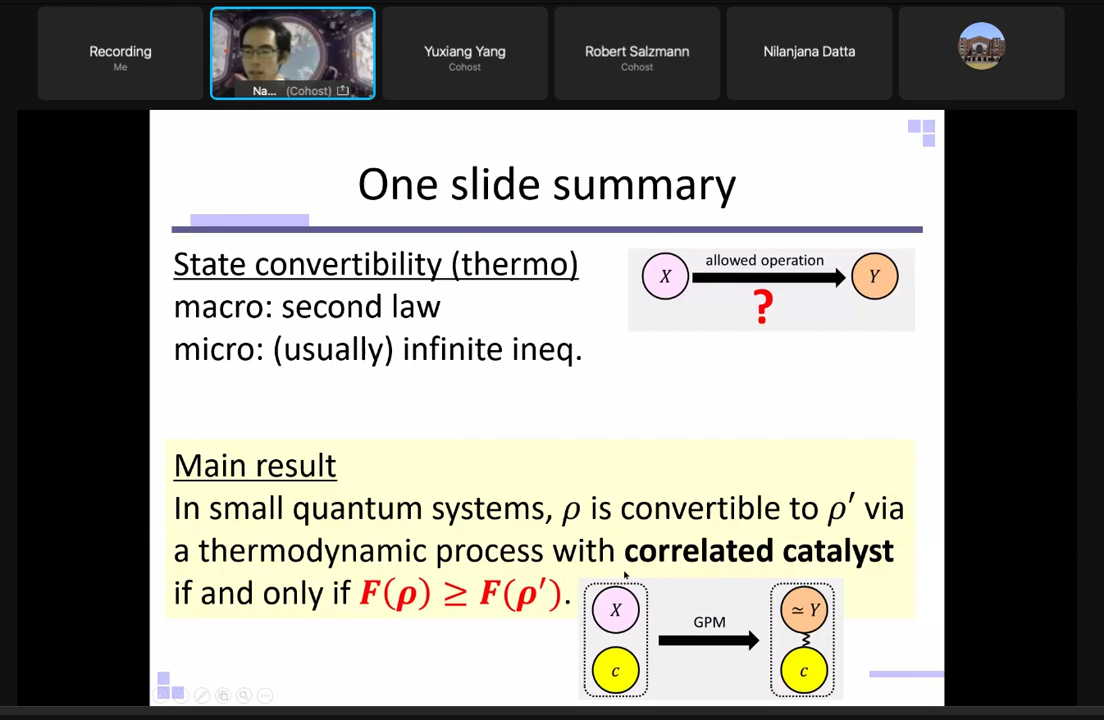 Recording
Me
Na... (Cohost)
Yuxiang Yang
Cohost
Robert Salzmann
Cohost
Nilanjana Datta
One slide summary
State convertibility (thermo)
macro: second law
micro: (usually) infinite ineq.
X
allowed operation
Y
?
Main result
In small quantum systems, ρ is convertible to ρ′ via
a thermodynamic process with correlated catalyst
if and only if F(ρ) ≥ F(ρ′).
X
GPM
≃ Y
c
c